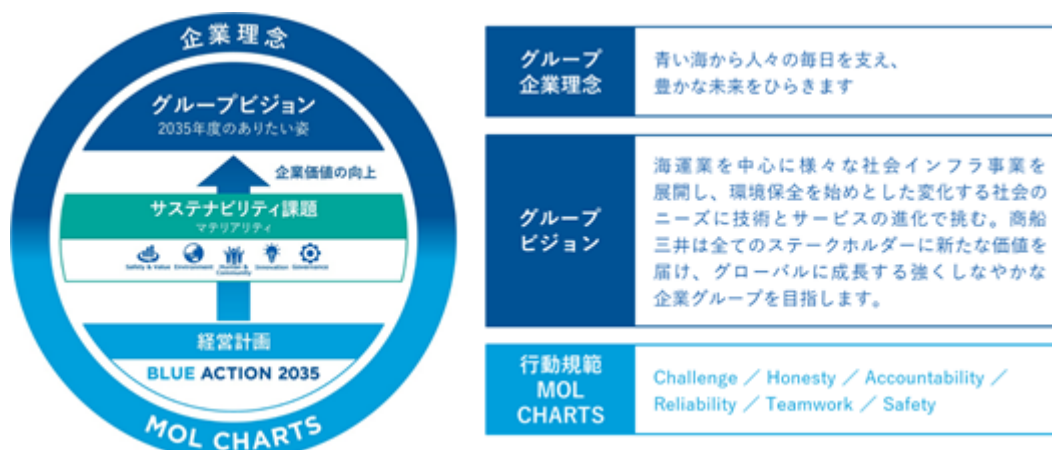 企業理念
グループビジョン
2035年度のありたい姿
企業価値の向上
サステナビリティ課題
マテリアリティ
Safety & Value Environment Human & Community Innovation Governance
経営計画
BLUE ACTION 2035
MOL CHARTS
グループ
企業理念
青い海から人々の毎日を支え、
豊かな未来をひらきます
グループ
ビジョン
海運業を中心に様々な社会インフラ事業を
展開し、環境保全を始めとした変化する社会の
ニーズに技術とサービスの進化で挑む。商船
三井は全てのステークホルダーに新たな価値を
届け、グローバルに成長する強くしなやかな
企業グループを目指します。
行動規範
MOL
CHARTS
Challenge ／ Honesty ／ Accountability ／
Reliability ／ Teamwork ／ Safety